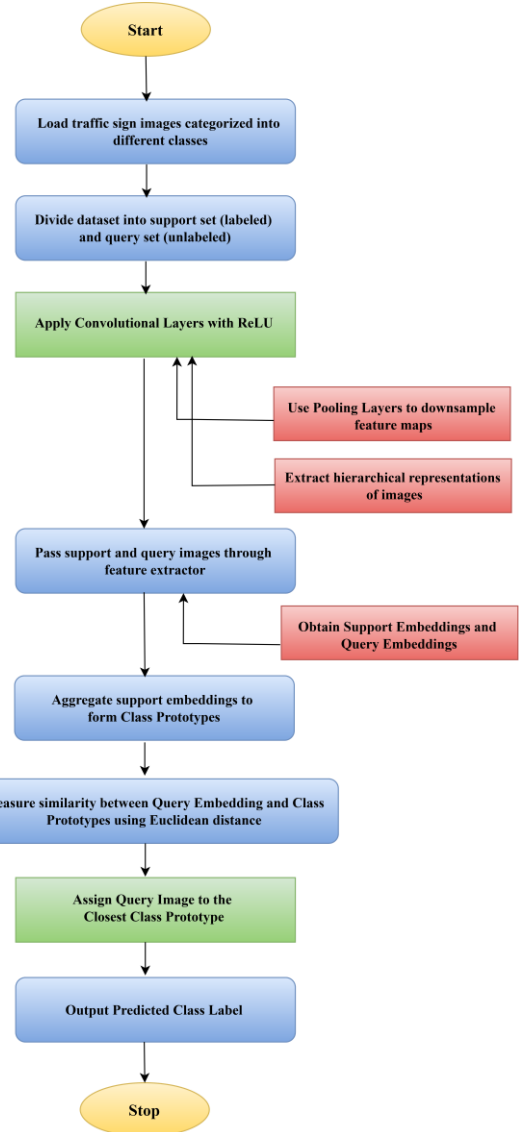 Start
Load traffic sign images categorized into
different classes
Divide dataset into support set (labeled)
and query set (unlabeled)
Apply Convolutional Layers with ReLU
Use Pooling Layers to downsample
feature maps
Extract hierarchical representations
of images
Pass support and query images through
feature extractor
Obtain Support Embeddings and
Query Embeddings
Aggregate support embeddings to
form Class Prototypes
easure similarity between Query Embedding and Class
Prototypes using Euclidean distance
Assign Query Image to the
Closest Class Prototype
Output Predicted Class Label
Stop